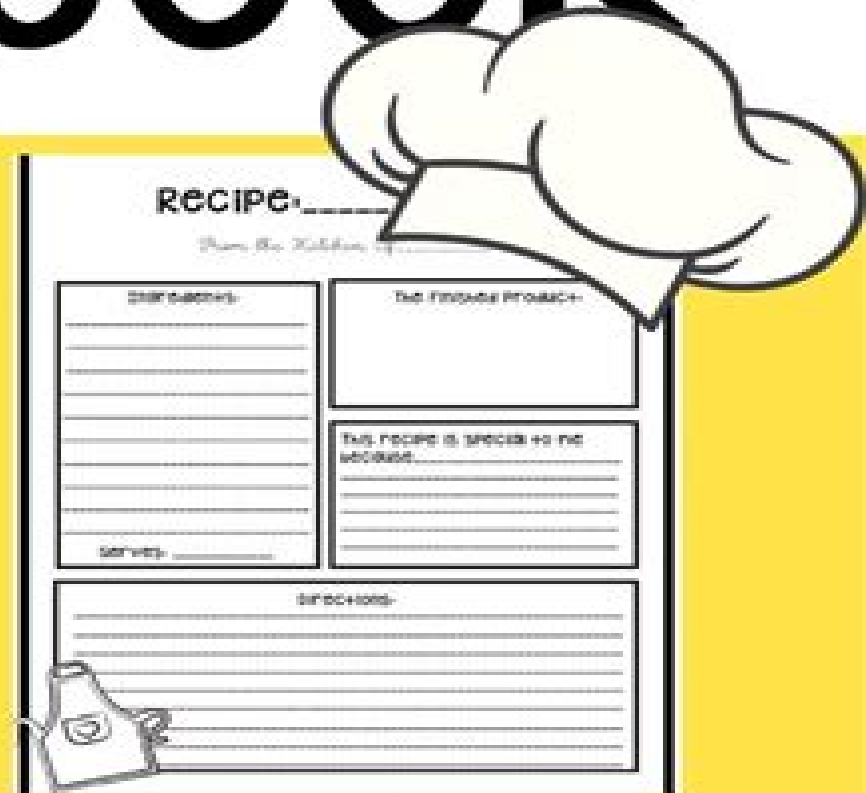 Recipe:
From the Kitchen of
Ingredients:
The Finished Product:
This recipe is special to me
because
Serves
Directions: